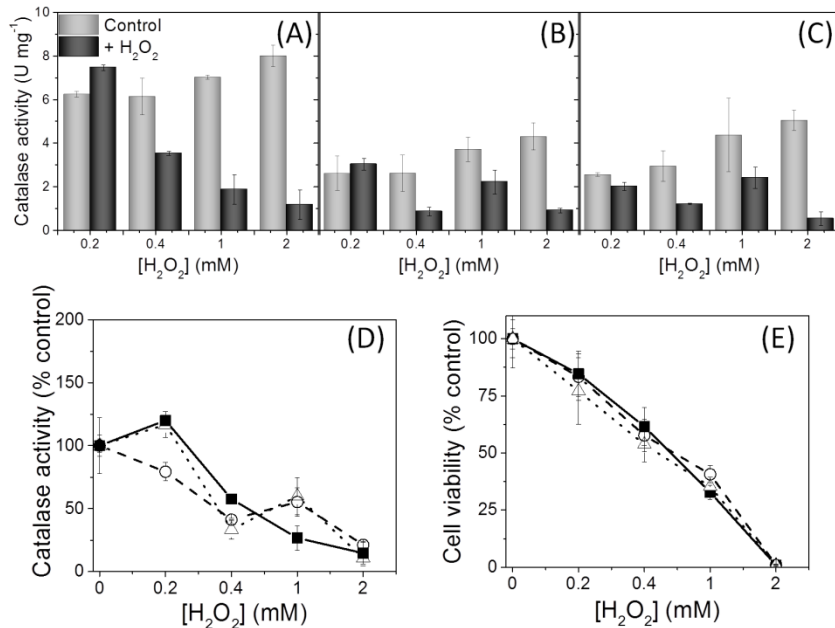 Control
+ H₂O₂
(A)
(B)
(C)
Catalase activity (U mg⁻¹)
10
8
6
4
2
0
0.2 0.4 1 2
0.2 0.4 1 2
0.2 0.4 1 2
[H₂O₂] (mM)
[H₂O₂] (mM)
[H₂O₂] (mM)
(D)
Catalase activity (% control)
200
150
100
50
0
0 0.2 0.4 1 2
[H₂O₂] (mM)
(E)
Cell viability (% control)
100
75
50
25
0
0 0.2 0.4 1 2
[H₂O₂] (mM)